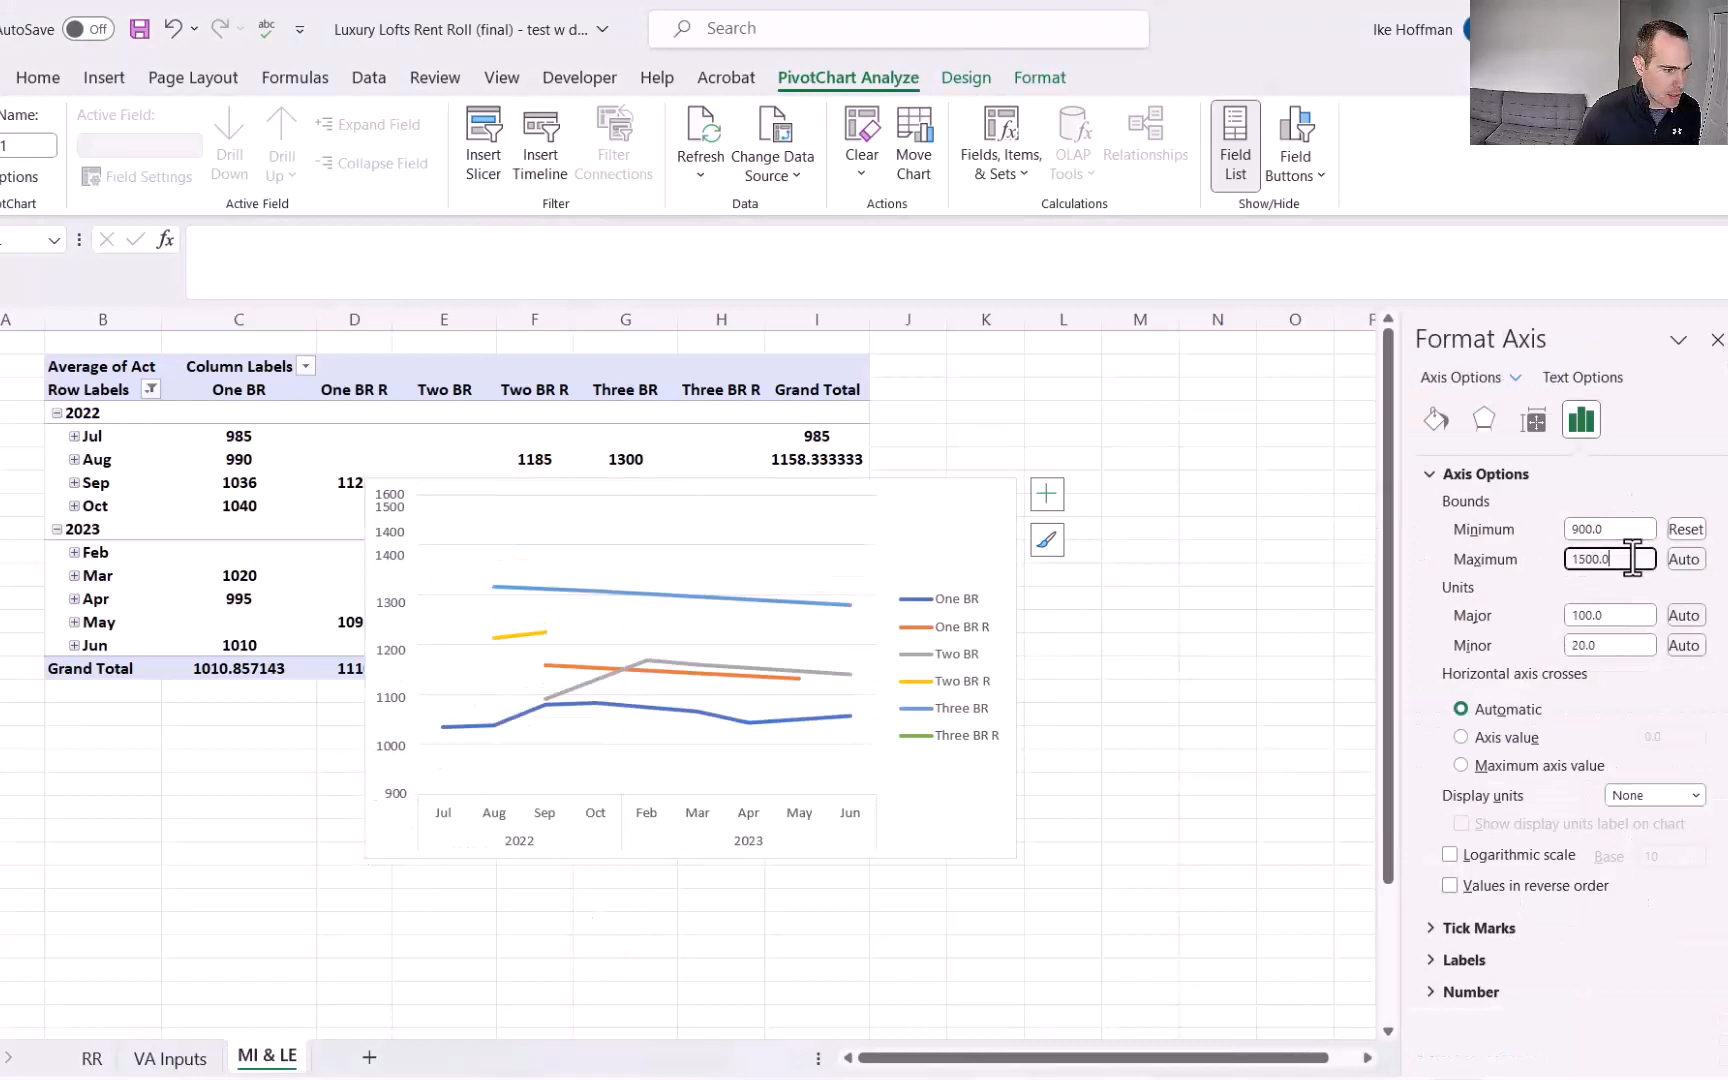 AutoSave Off Luxury Lofts Rent Roll (final) - test w d... Search Ike Hoffman
Home Insert Page Layout Formulas Data Review View Developer Help Acrobat PivotChart Analyze Design Format
Name:
1
ptions
votChart
Active Field:
Field Settings
Drill Down
Drill Up
Expand Field
Collapse Field
Active Field
Insert Slicer
Insert Timeline
Filter Connections
Filter
Refresh
Change Data Source
Data
Clear
Move Chart
Actions
Fields, Items, & Sets
OLAP Tools
Relationships
Calculations
Field List
Field Buttons
Show/Hide
fx
A B C D E F G H I J K L M N O P
Average of Act Column Labels
Row Labels One BR One BR R Two BR Two BR R Three BR Three BR R Grand Total
2022
Jul 985 985
Aug 990 1185 1300 1158.333333
Sep 1036 112
Oct 1040
2023
Feb
Mar 1020
Apr 995
May 109
Jun 1010
Grand Total 1010.857143 111
1600
1500
1400
1400
1300
1200
1100
1000
900
Jul Aug Sep Oct Feb Mar Apr May Jun
2022 2023
One BR
One BR R
Two BR
Two BR R
Three BR
Three BR R
Format Axis
Axis Options Text Options
Axis Options
Bounds
Minimum 900.0 Reset
Maximum 1500.0 Auto
Units
Major 100.0 Auto
Minor 20.0 Auto
Horizontal axis crosses
Automatic
Axis value 0.0
Maximum axis value
Display units None
Show display units label on chart
Logarithmic scale Base 10
Values in reverse order
Tick Marks
Labels
Number
RR VA Inputs MI & LE